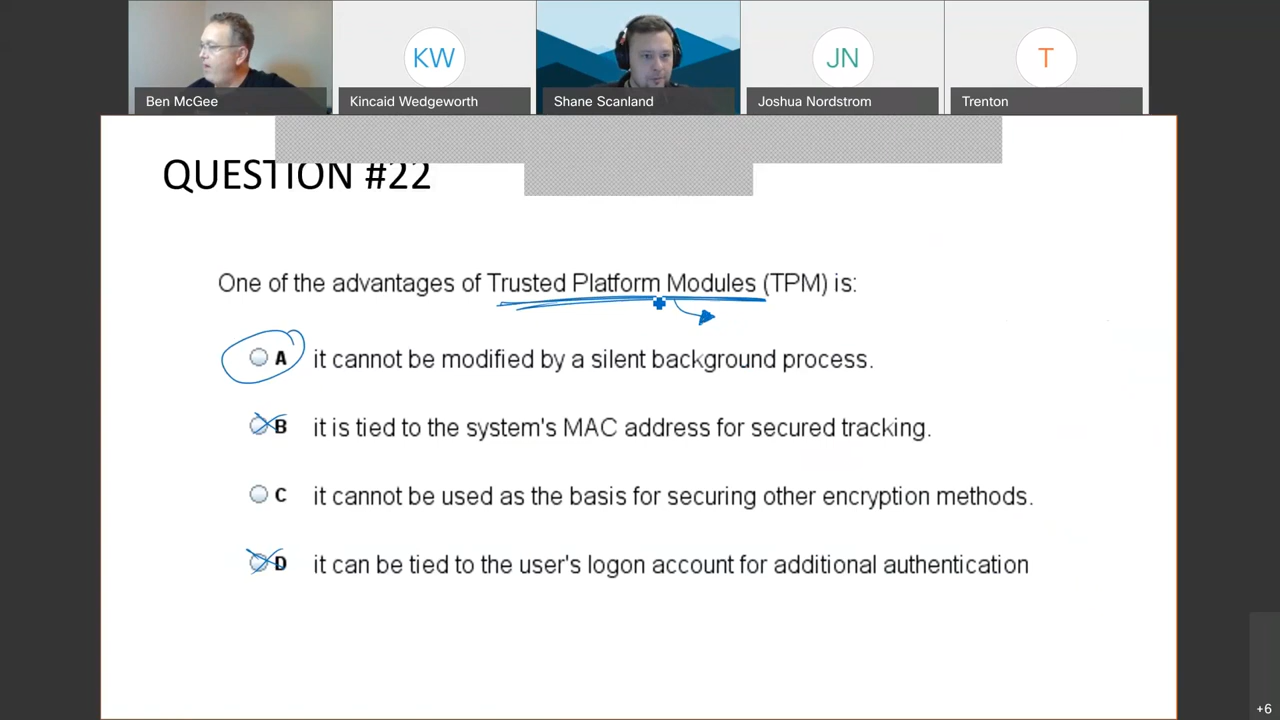 KW
JN
T
Ben McGee
Kincaid Wedgeworth
Shane Scanland
Joshua Nordstrom
Trenton
QUESTION #22
One of the advantages of Trusted Platform Modules (TPM) is:
A it cannot be modified by a silent background process.
B it is tied to the system's MAC address for secured tracking.
C it cannot be used as the basis for securing other encryption methods.
D it can be tied to the user's logon account for additional authentication
+6